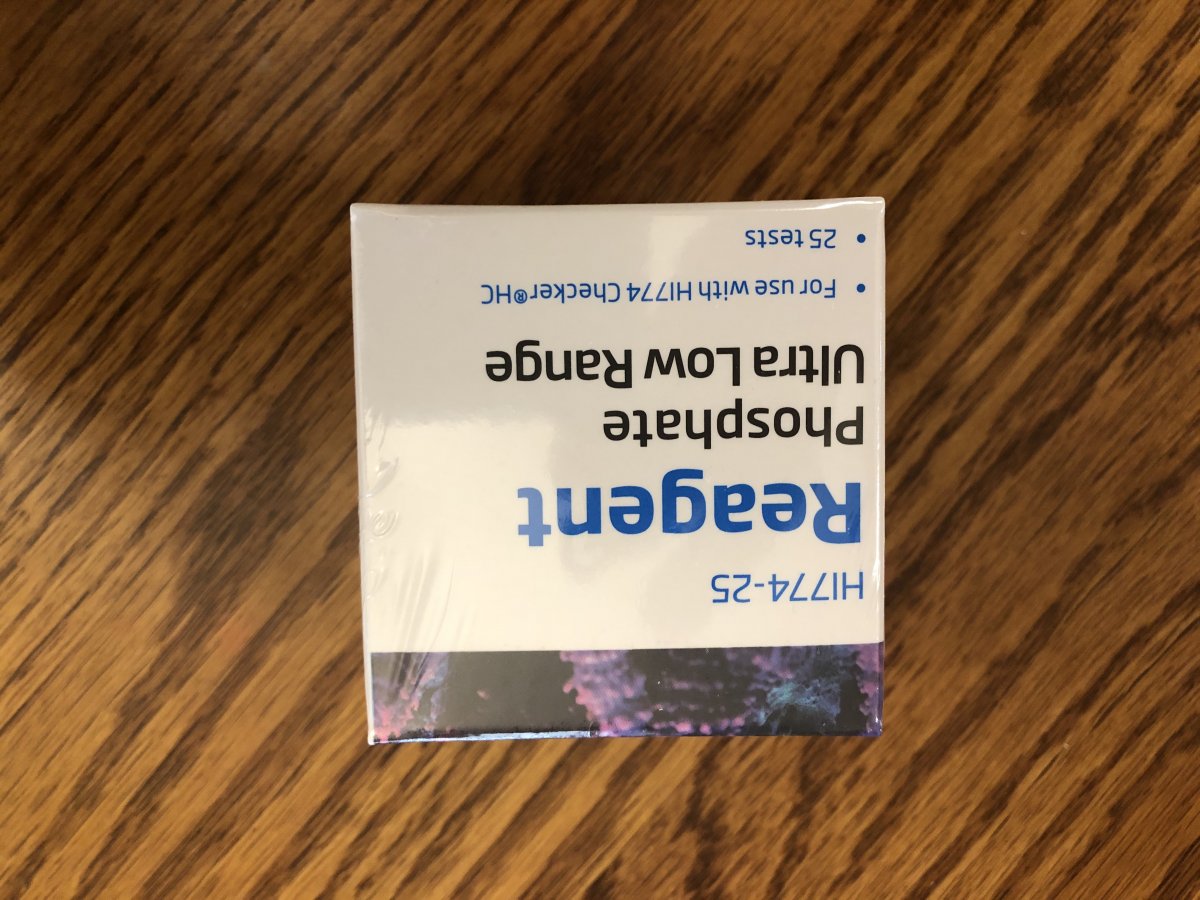 HI774-25
Reagent
Phosphate
Ultra Low Range
• For use with HI774 Checker®HC
• 25 tests